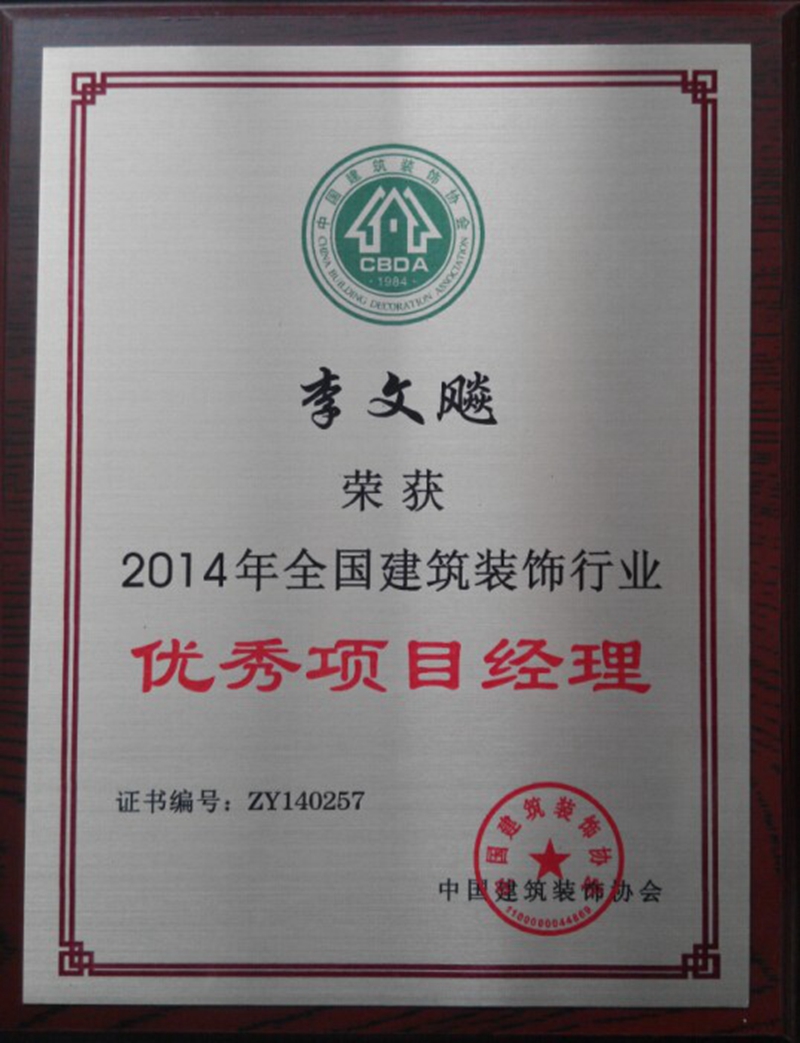 中国建筑装饰协会
CBDA
·1984·
CHINA BUILDING DECORATION ASSOCIATION
李文飚
荣获
2014年全国建筑装饰行业
优秀项目经理
证书编号：ZY140257
中国建筑装饰协会
中国建筑装饰协会